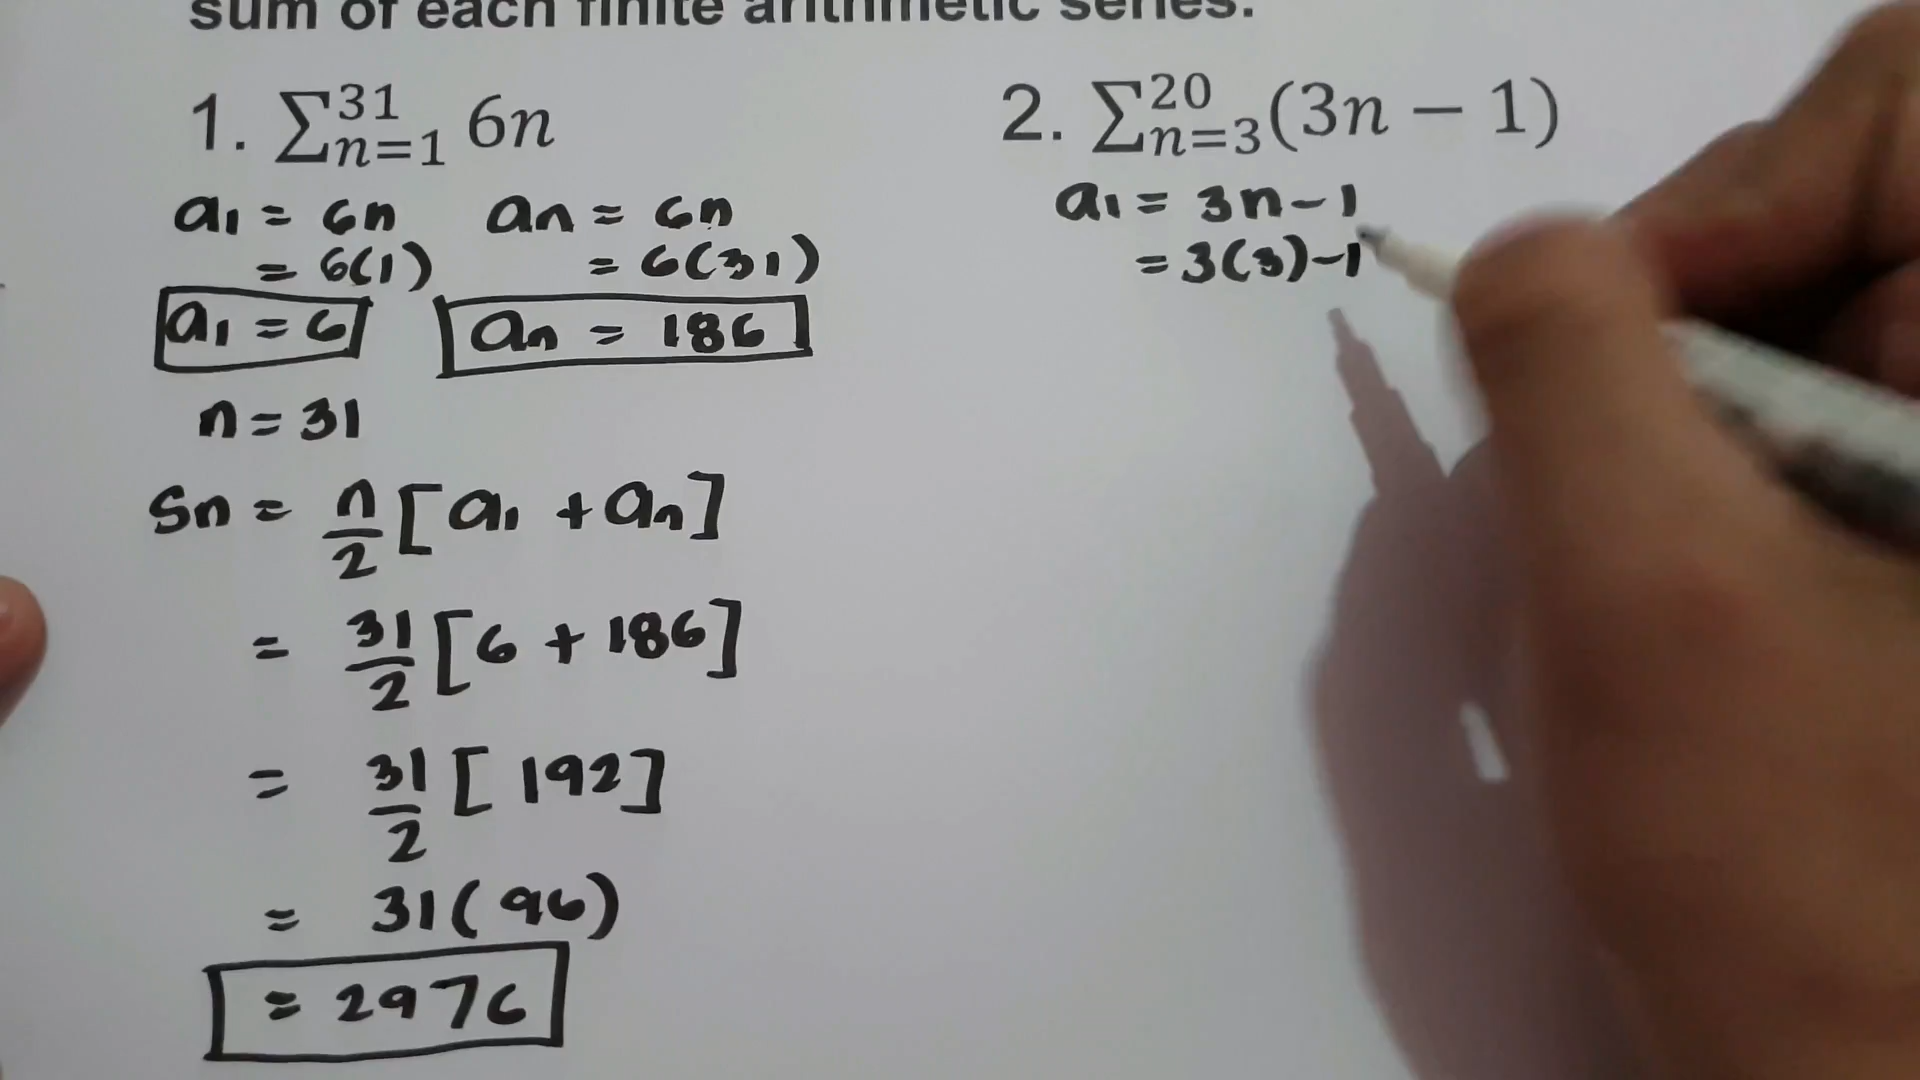 sum of each finite arithmetic series.
1. ∑_{n=1}^{31} 6n
a₁ = 6n   aₙ = 6n
= 6(1)   = 6(31)
a₁ = 6   aₙ = 186
n = 31
Sn = n/2 [a₁ + aₙ]
= 31/2 [6 + 186]
= 31/2 [192]
= 31(96)
= 2976
2. ∑_{n=3}^{20} (3n − 1)
a₁ = 3n − 1
= 3(3) − 1